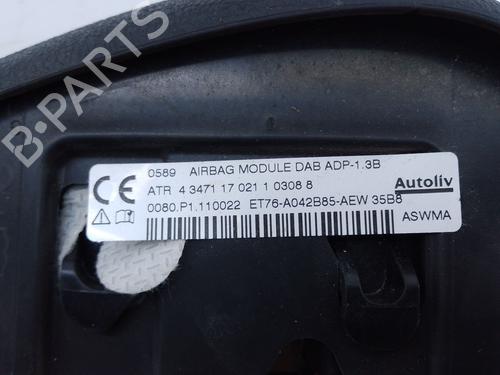 0589 AIRBAG MODULE DAB ADP-1.3B
ATR 4 3471 17 021 1 0308 8
Autoliv
0080.P1.110022 ET76-A042B85-AEW 35B8
CE
ASWMA
B-PARTS